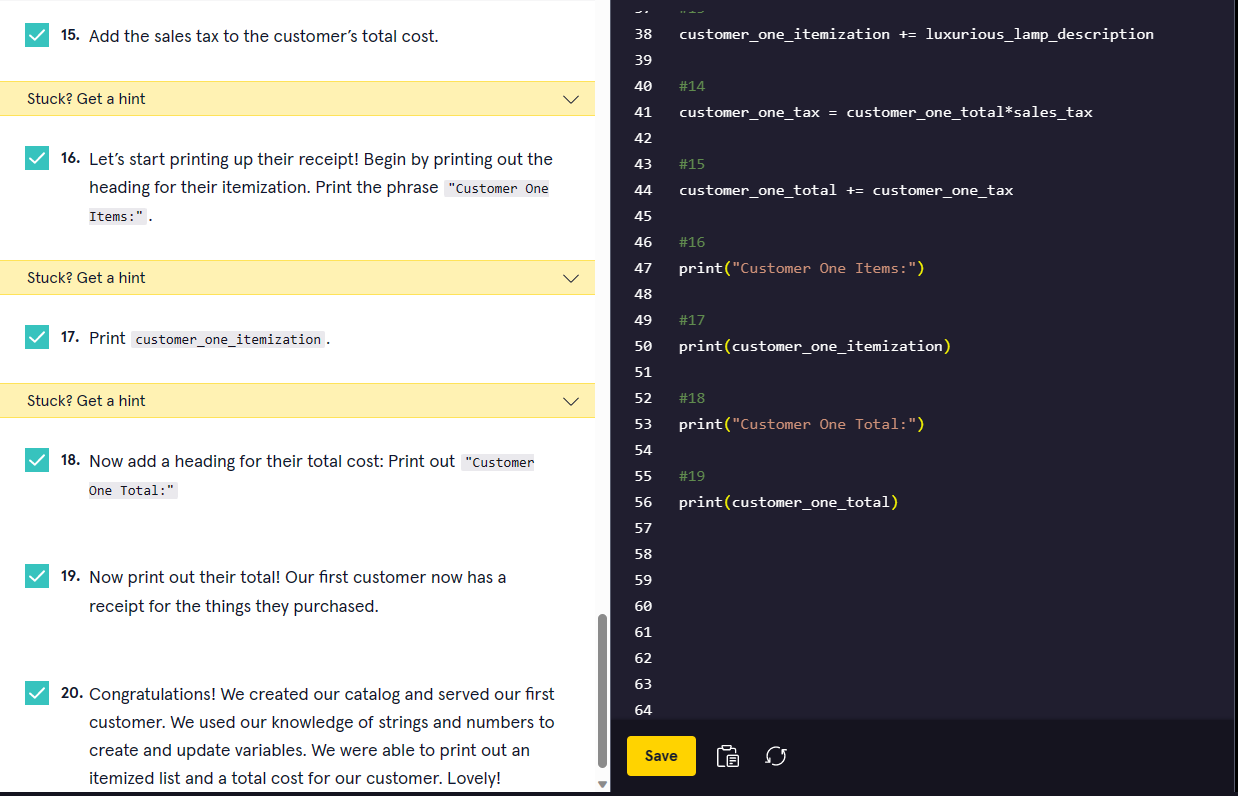 15. Add the sales tax to the customer’s total cost.
Stuck? Get a hint
16. Let’s start printing up their receipt! Begin by printing out the
heading for their itemization. Print the phrase "Customer One
Items:" .
Stuck? Get a hint
17. Print customer_one_itemization .
Stuck? Get a hint
18. Now add a heading for their total cost: Print out "Customer
One Total:"
19. Now print out their total! Our first customer now has a
receipt for the things they purchased.
20. Congratulations! We created our catalog and served our first
customer. We used our knowledge of strings and numbers to
create and update variables. We were able to print out an
itemized list and a total cost for our customer. Lovely!
38 customer_one_itemization += luxurious_lamp_description
39
40 #14
41 customer_one_tax = customer_one_total*sales_tax
42
43 #15
44 customer_one_total += customer_one_tax
45
46 #16
47 print("Customer One Items:")
48
49 #17
50 print(customer_one_itemization)
51
52 #18
53 print("Customer One Total:")
54
55 #19
56 print(customer_one_total)
57
58
59
60
61
62
63
64
Save